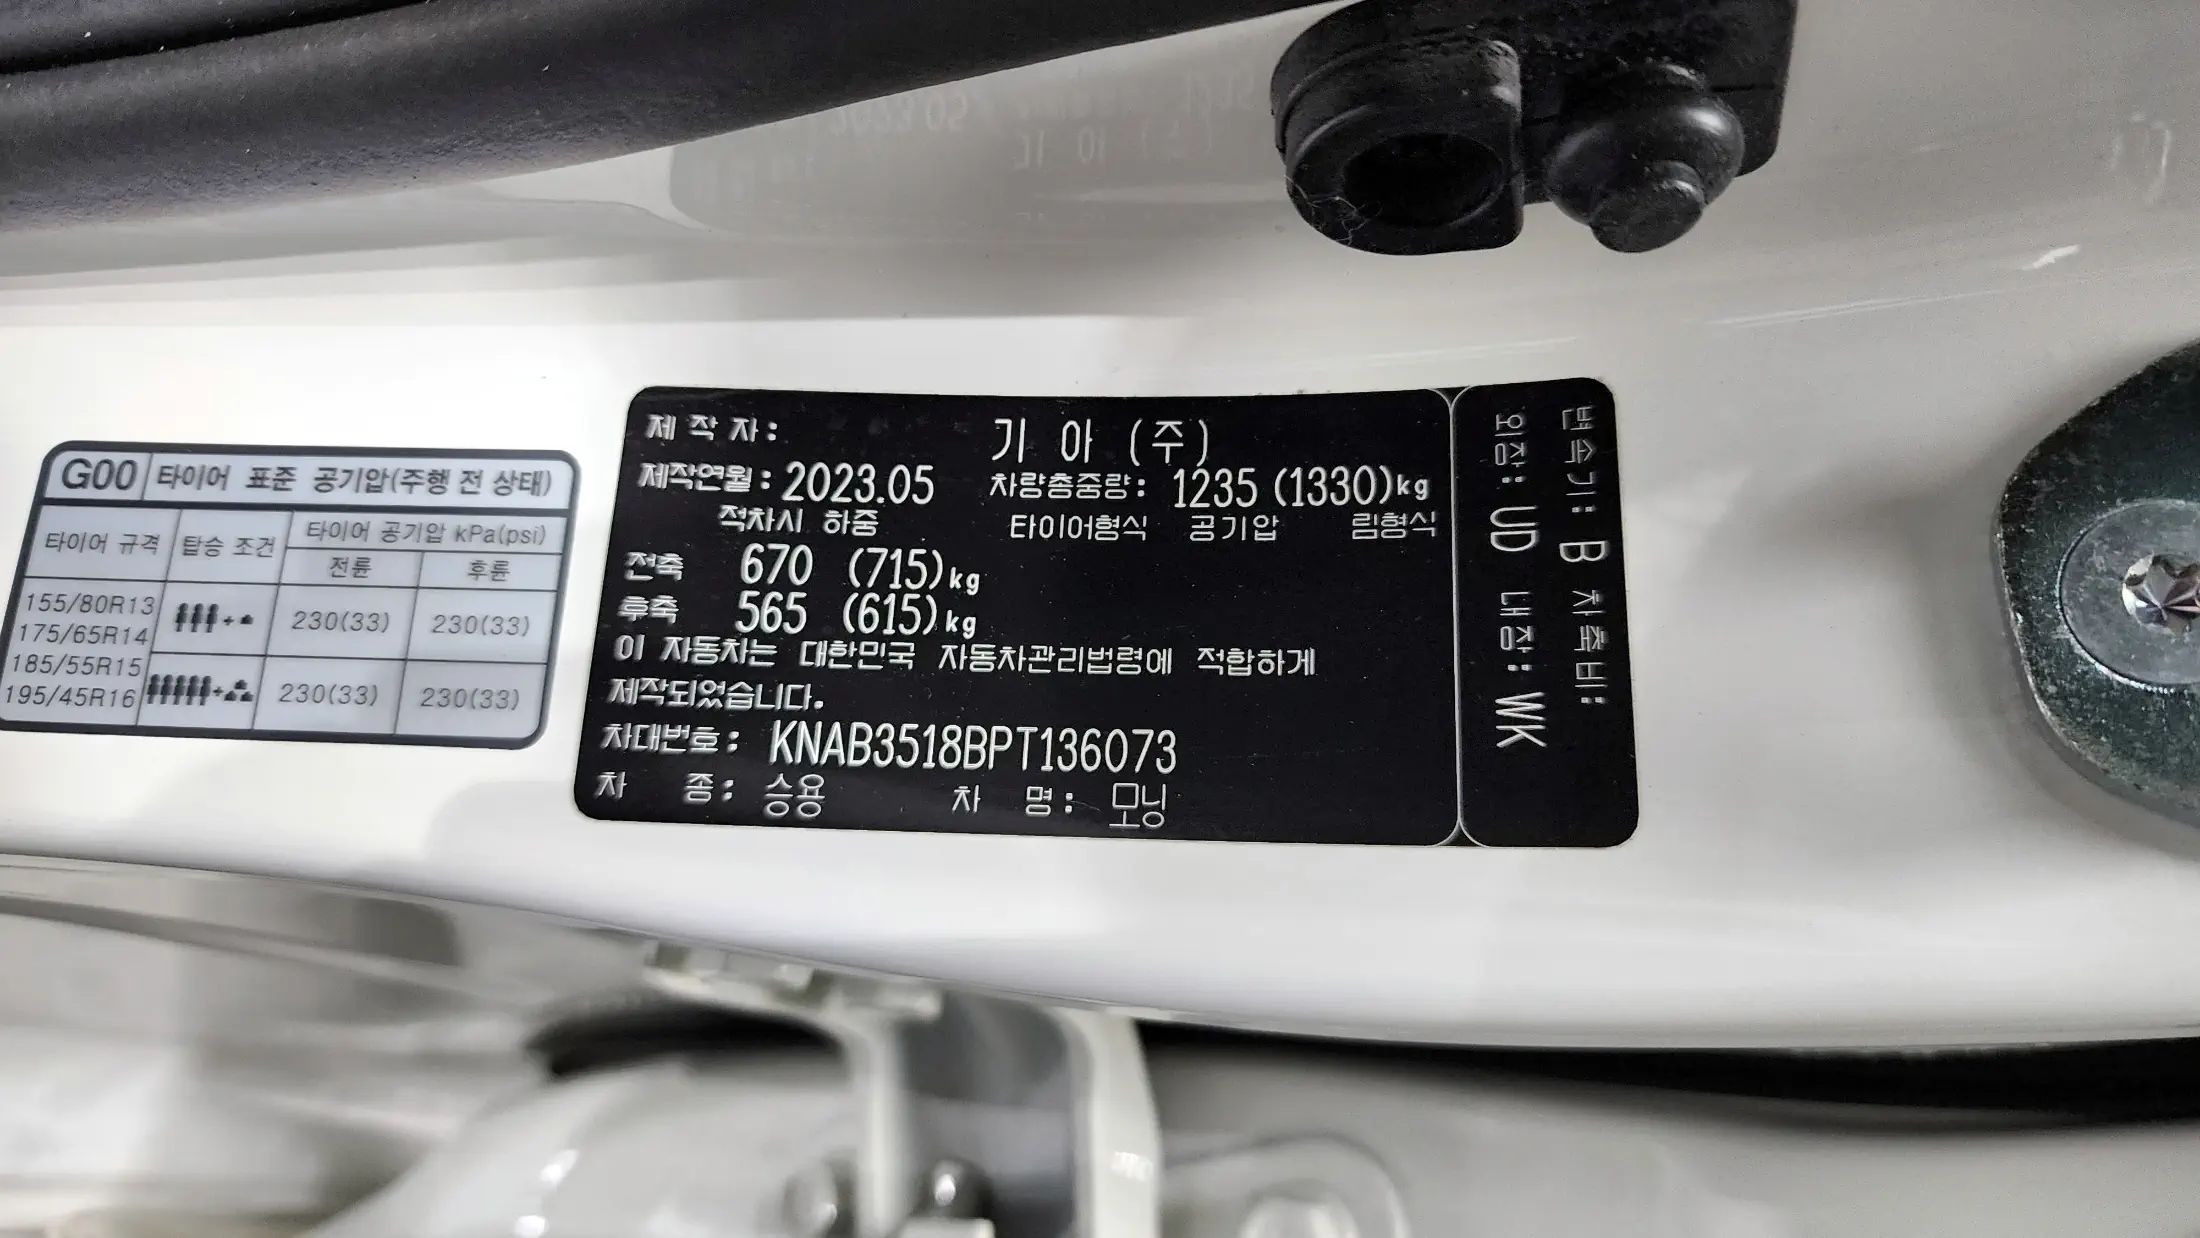 G00 타이어 표준 공기압(주행 전 상태)
타이어 규격 탑승 조건 타이어 공기압 kPa(psi)
전륜 후륜
155/80R13
175/65R14
185/55R15
195/45R16
230(33) 230(33)
230(33) 230(33)
제 작 자: 기 아 (주)
제작연월: 2023.05 차량총중량: 1235 (1330)kg
적차시 하중 타이어형식 공기압 림형식
전축 670 (715)kg
후축 565 (615)kg
이 자동차는 대한민국 자동차관리법령에 적합하게
제작되었습니다.
차대번호: KNAB3518BPT136073
차 종: 승용 차 명: 모닝
변속기: B 차축비:
외장: UD 내장: WK